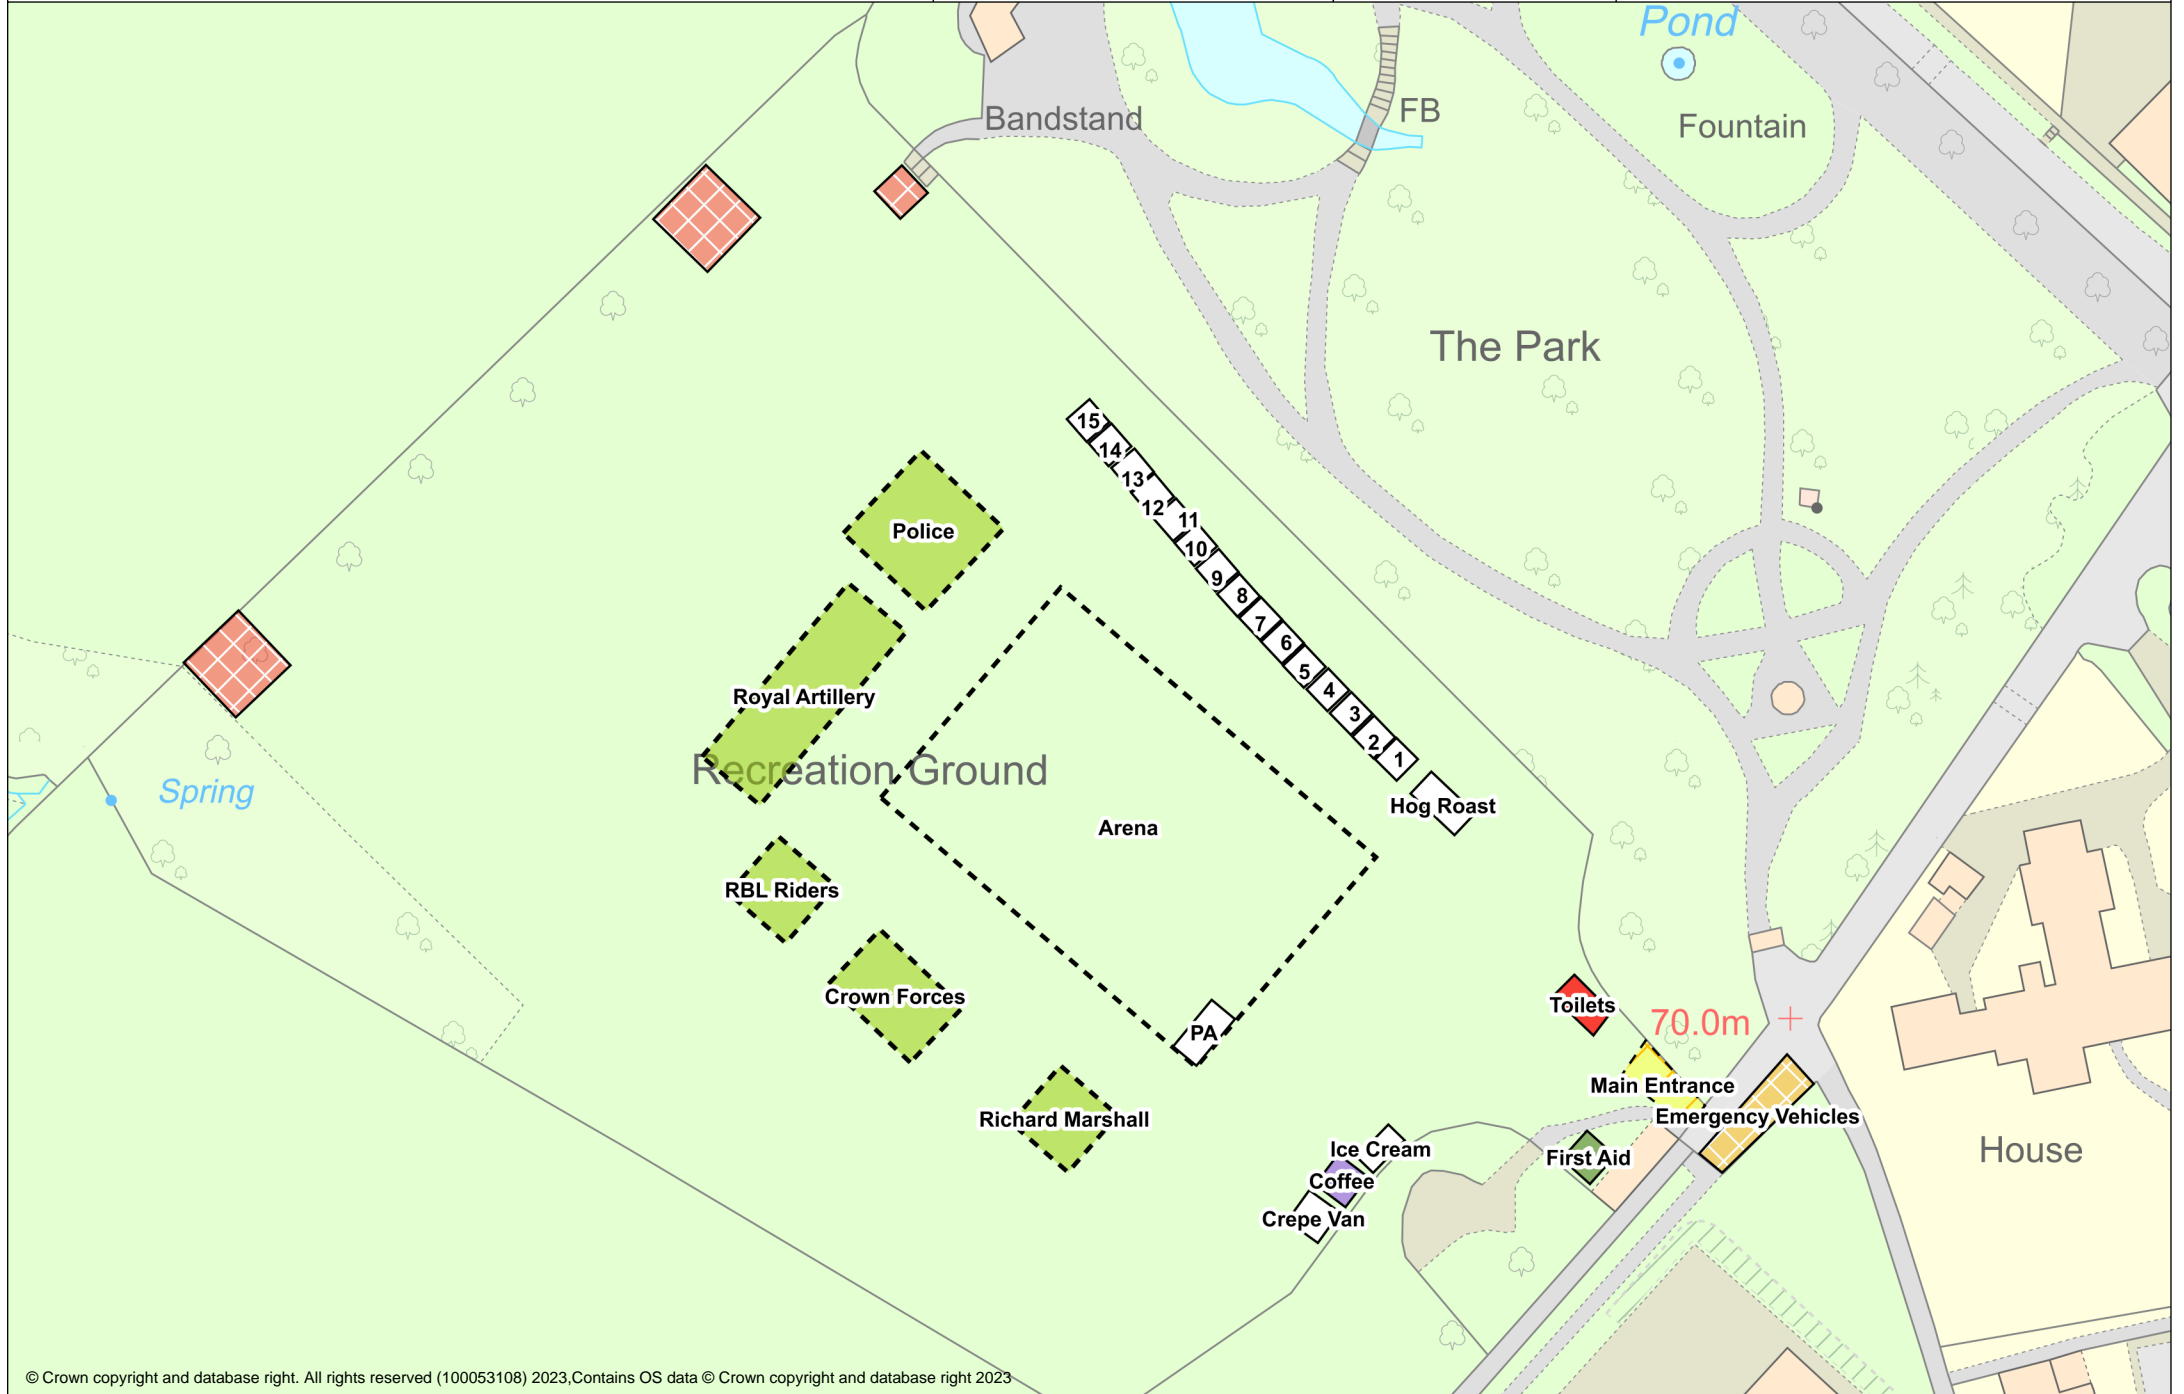 Pond
Bandstand
FB
Fountain
The Park
15
14
13
12
11
10
9
8
7
6
5
4
3
2
1
Police
Royal Artillery
Recreation Ground
Spring
Hog Roast
Arena
RBL Riders
Crown Forces
PA
Toilets
70.0m
Main Entrance
Emergency Vehicles
Richard Marshall
Ice Cream
First Aid
House
Coffee
Crepe Van
© Crown copyright and database right. All rights reserved (100053108) 2023,Contains OS data © Crown copyright and database right 2023